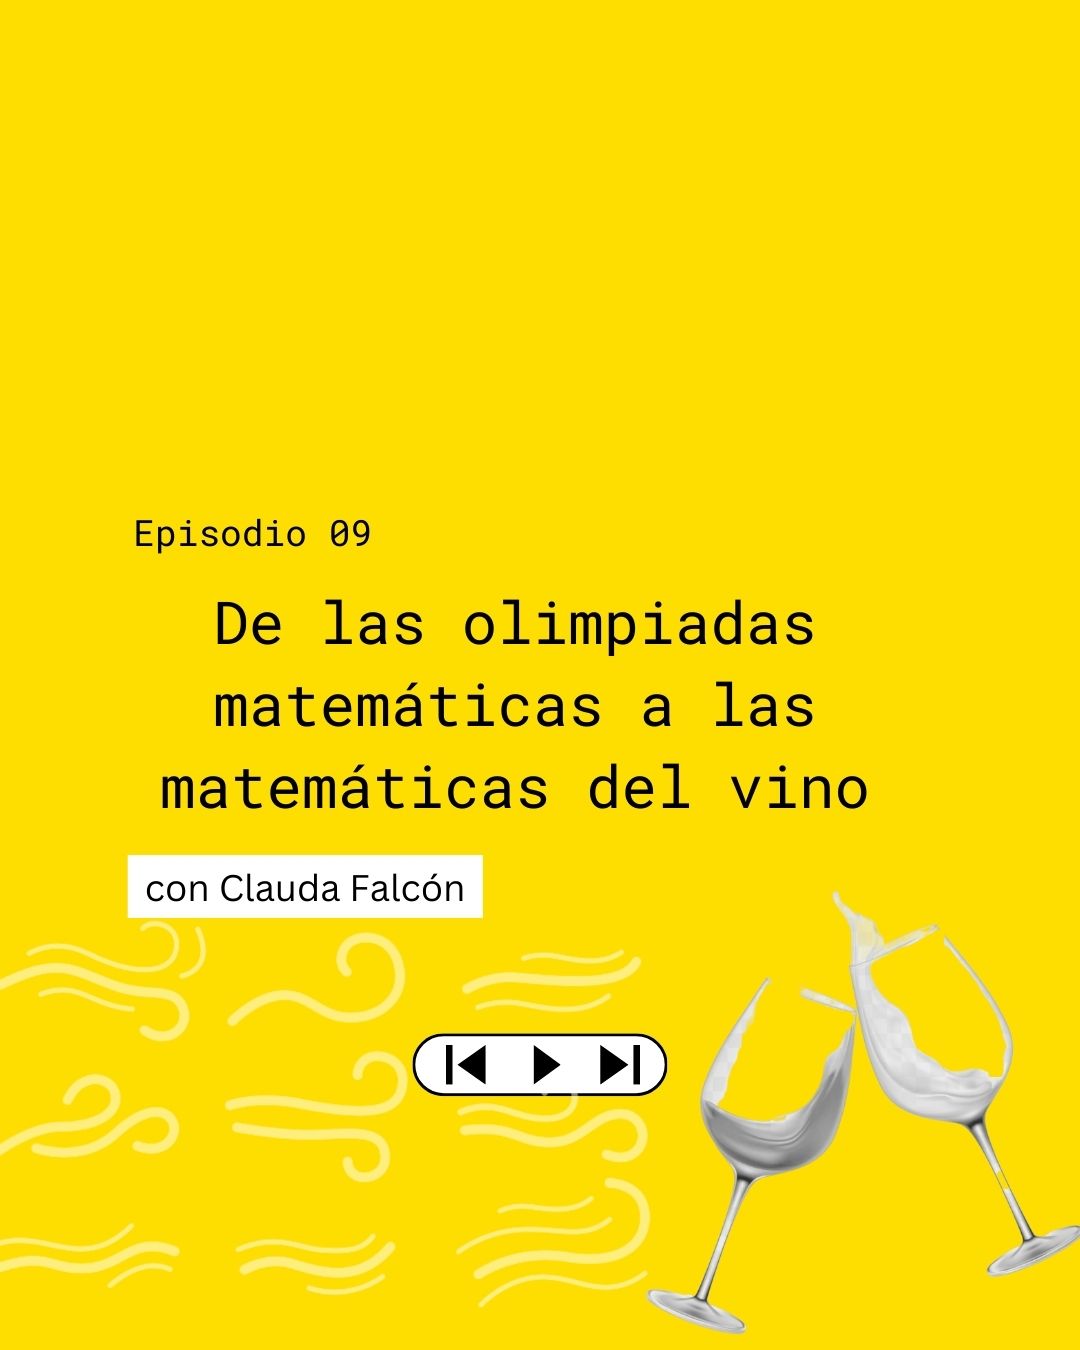 Episodio 09
De las olimpiadas
matemáticas a las
matemáticas del vino
con Clauda Falcón